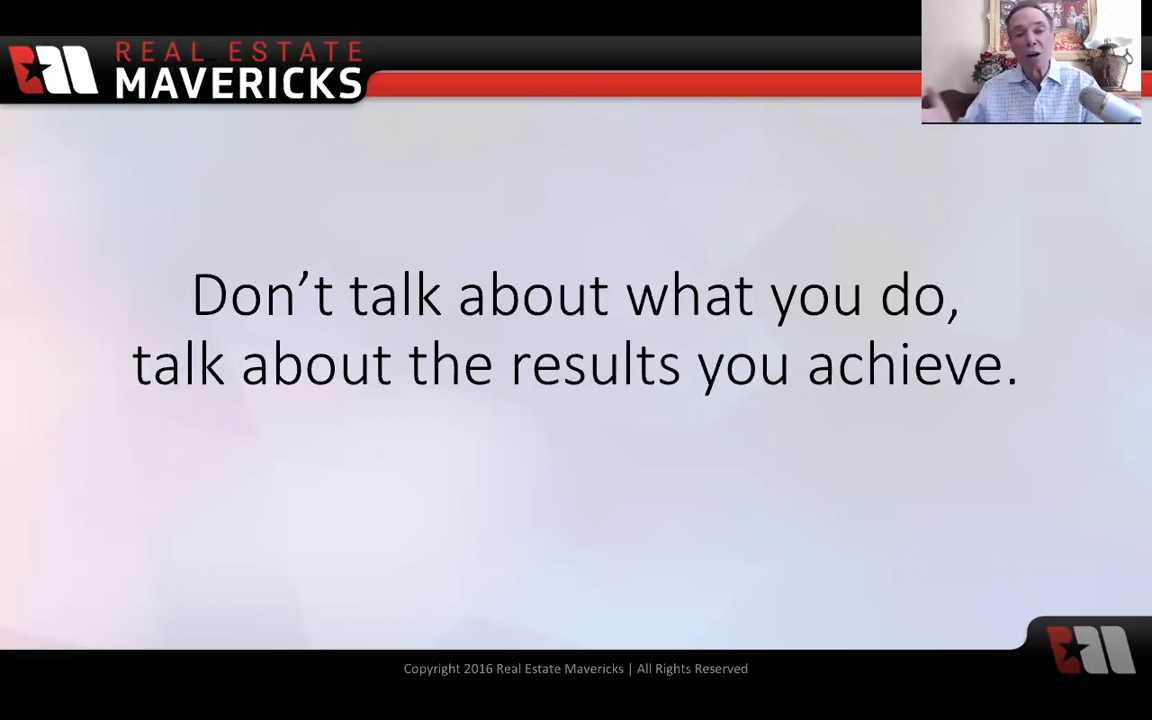 REAL ESTATE
MAVERICKS
Don’t talk about what you do,
talk about the results you achieve.
Copyright 2016 Real Estate Mavericks | All Rights Reserved